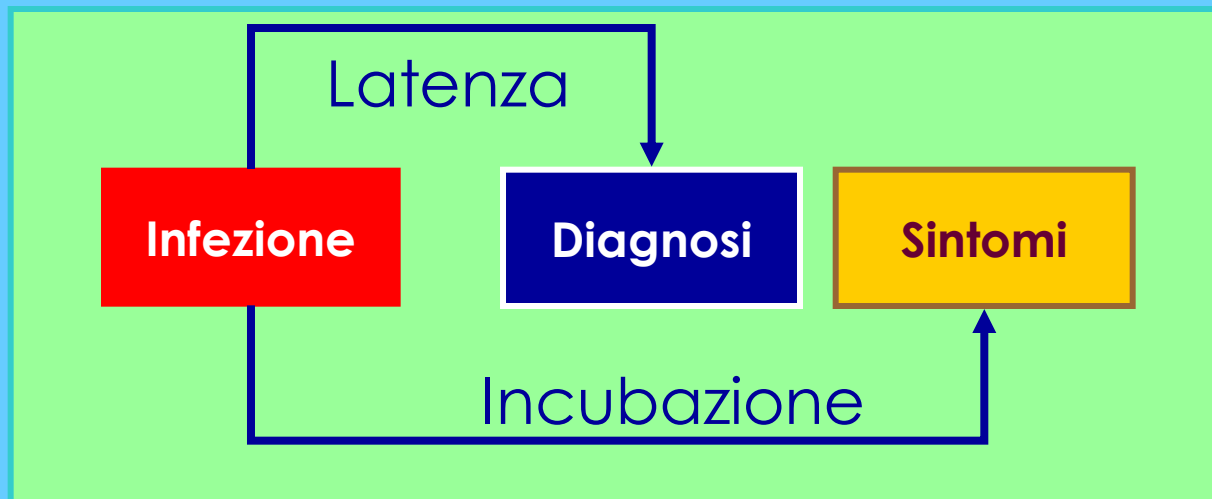 Latenza
Infezione
Diagnosi
Sintomi
Incubazione